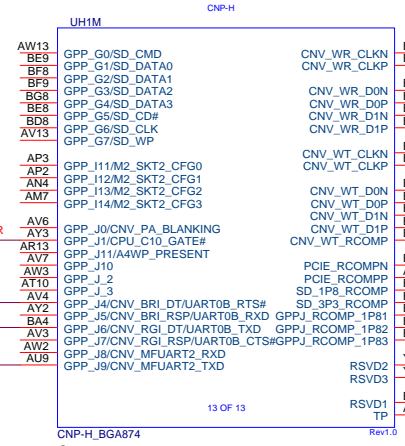 CNP-H
UH1M
AW13 GPP_G0/SD_CMD CNV_WR_CLKN
BE9 GPP_G1/SD_DATA0 CNV_WR_CLKP
BF8 GPP_G2/SD_DATA1
BF9 GPP_G3/SD_DATA2 CNV_WR_D0N
BG8 GPP_G4/SD_DATA3 CNV_WR_D0P
BE8 GPP_G5/SD_CD# CNV_WR_D1N
BD8 GPP_G6/SD_CLK CNV_WR_D1P
AV13 GPP_G7/SD_WP
CNV_WT_CLKN
AP3 GPP_I11/M2_SKT2_CFG0 CNV_WT_CLKP
AP2 GPP_I12/M2_SKT2_CFG1
AN4 GPP_I13/M2_SKT2_CFG2 CNV_WT_D0N
AM7 GPP_I14/M2_SKT2_CFG3 CNV_WT_D0P
CNV_WT_D1N
AV6 GPP_J0/CNV_PA_BLANKING CNV_WT_D1P
AY3 GPP_J1/CPU_C10_GATE# CNV_WT_RCOMP
AR13 GPP_J11/A4WP_PRESENT
AV7 GPP_J10 PCIE_RCOMPN
AW3 GPP_J_2 PCIE_RCOMPP
AT10 GPP_J_3 SD_1P8_RCOMP
AV4 GPP_J4/CNV_BRI_DT/UART0B_RTS# SD_3P3_RCOMP
AY2 GPP_J5/CNV_BRI_RSP/UART0B_RXD GPPJ_RCOMP_1P81
BA4 GPP_J6/CNV_RGI_DT/UART0B_TXD GPPJ_RCOMP_1P82
AV3 GPP_J7/CNV_RGI_RSP/UART0B_CTS# GPPJ_RCOMP_1P83
AW2 GPP_J8/CNV_MFUART2_RXD
AU9 GPP_J9/CNV_MFUART2_TXD RSVD2
RSVD3
13 OF 13 RSVD1
TP
CNP-H_BGA874 Rev1.0